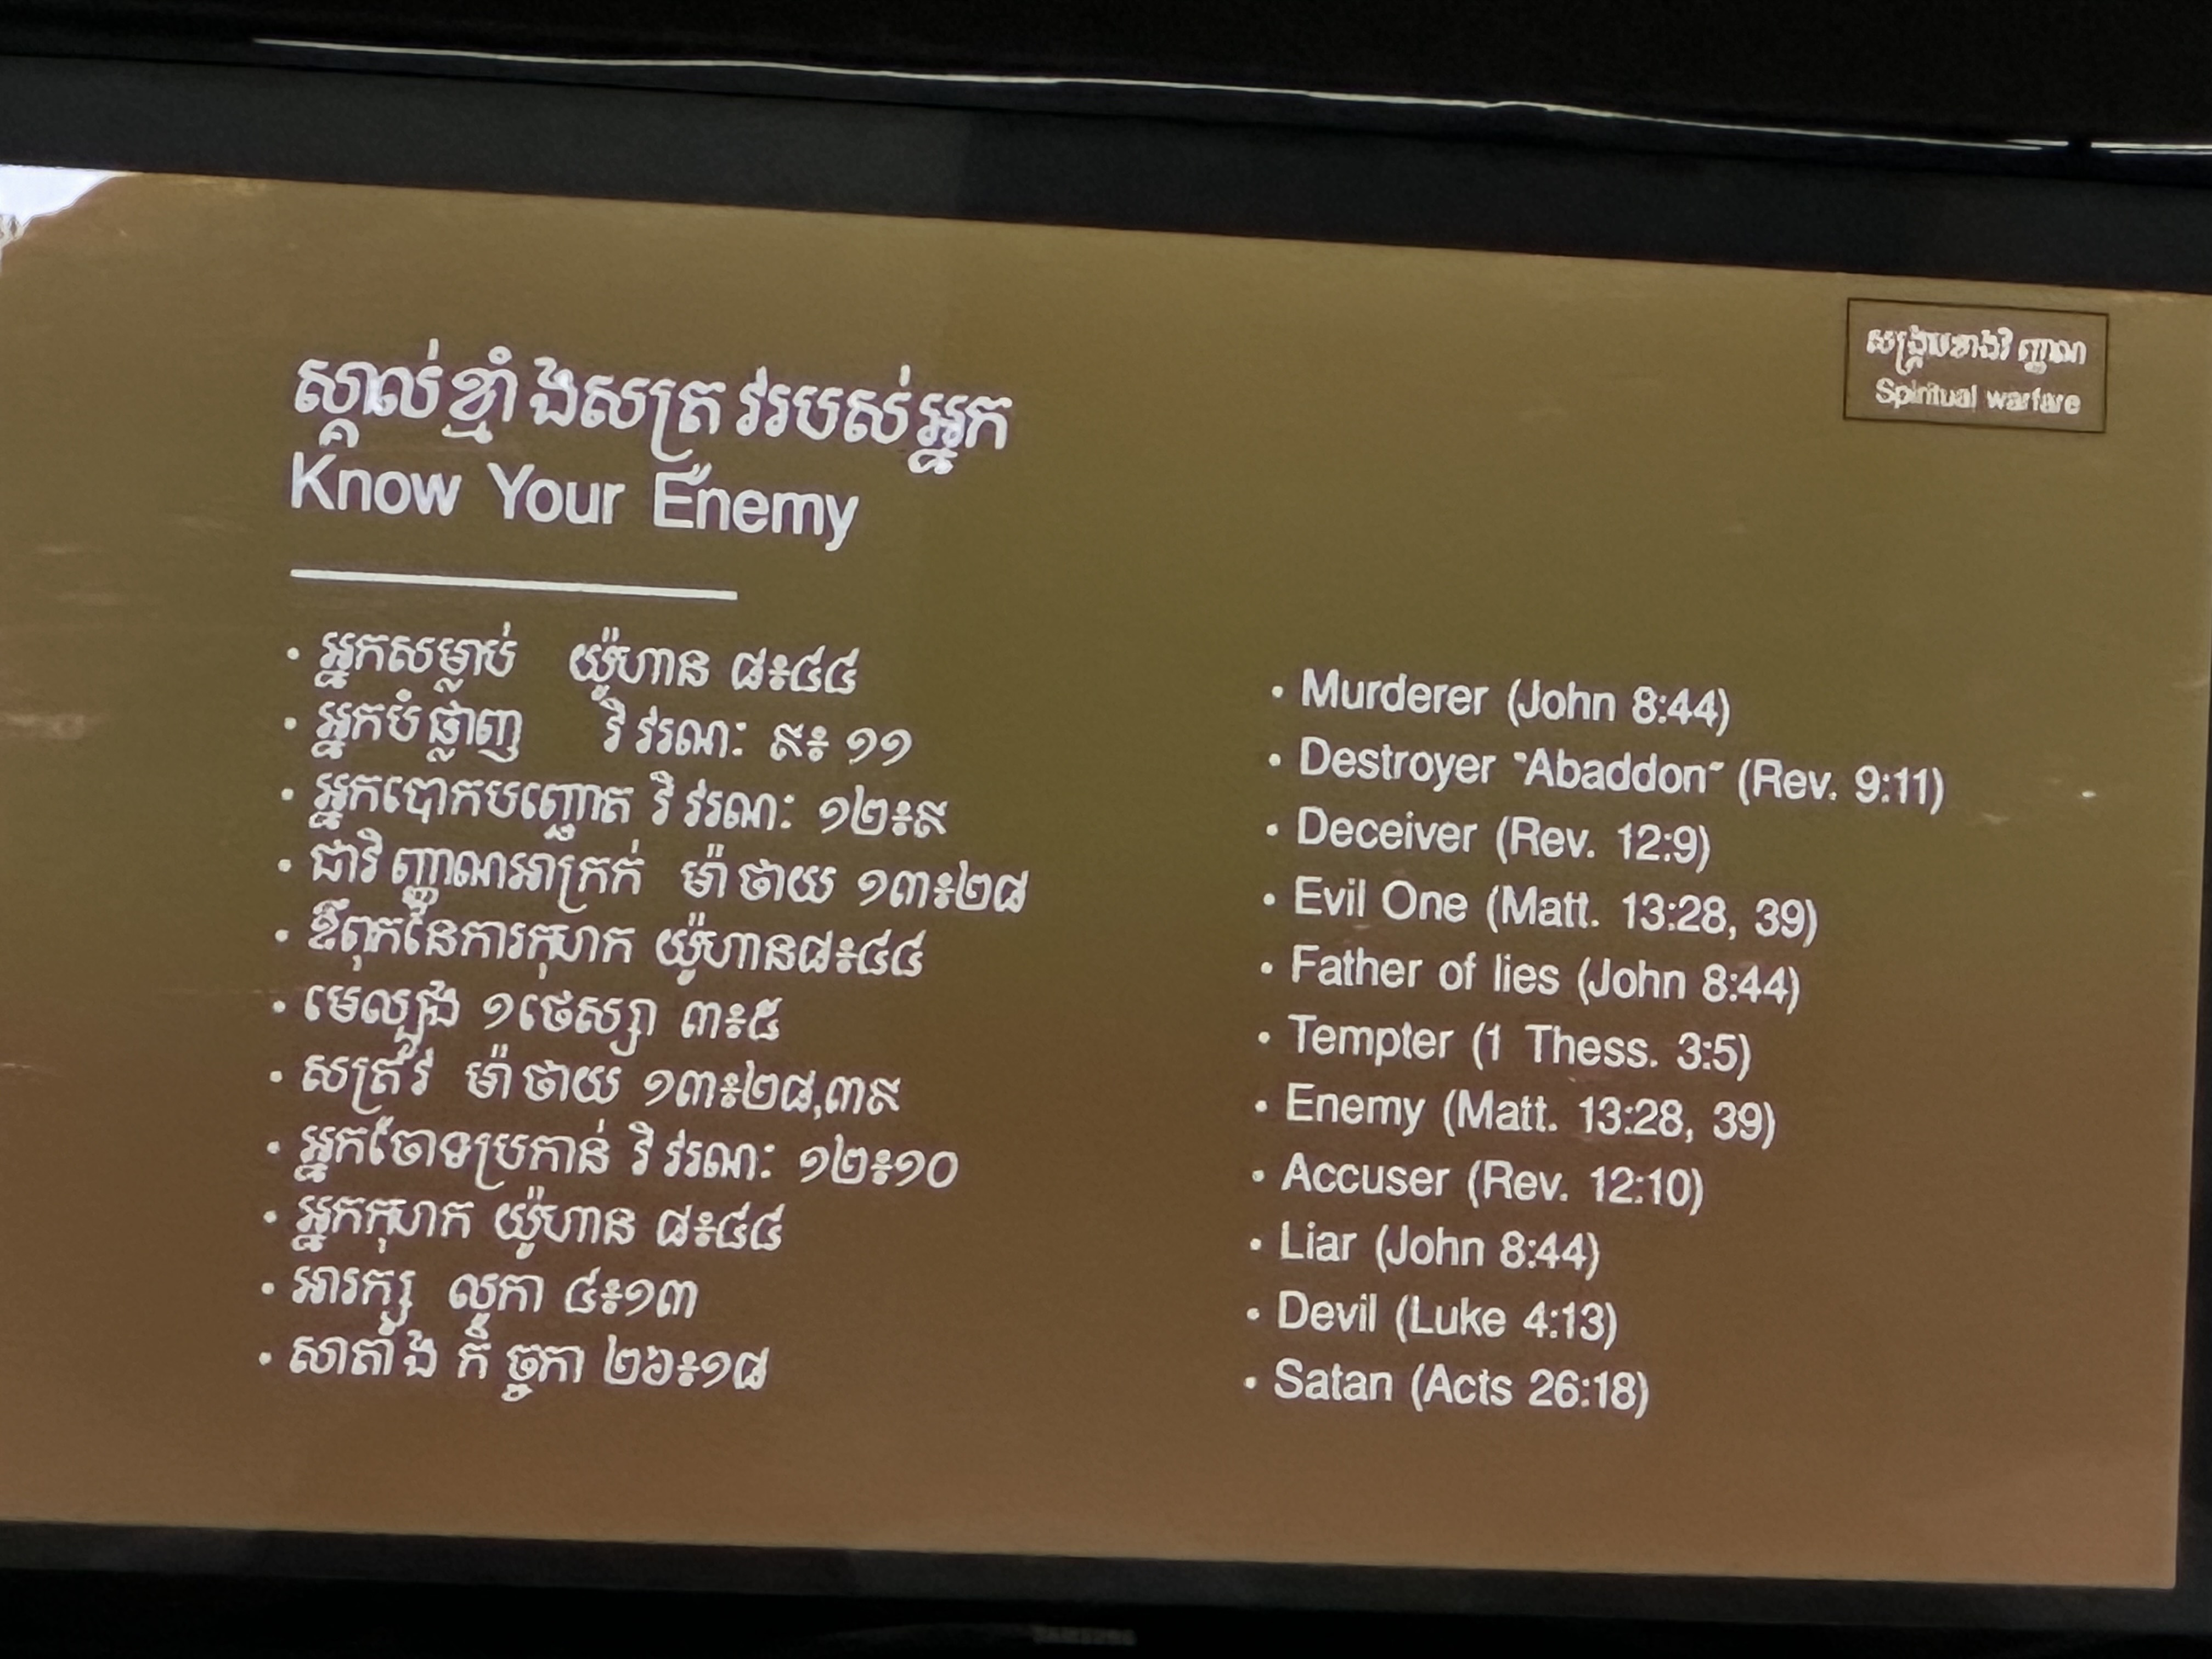 សង្គ្រាមខាងវិញ្ញាណ
Spiritual warfare
ស្គាល់ខ្មាំងសត្រូវរបស់អ្នក
Know Your Enemy
• អ្នកសម្លាប់ យ៉ូហាន ៨៖៤៤
• អ្នកបំផ្លាញ វិវរណៈ ៩៖ ១១
• អ្នកបោកបញ្ឆោត វិវរណៈ ១២៖៩
• ជាវិញ្ញាណអាក្រក់ ម៉ាថាយ ១៣៖២៨
• ឪពុកនៃការកុហក យ៉ូហាន៨៖៤៤
• មេល្បួង ១ថេស្សា ៣៖៥
• សត្រូវ ម៉ាថាយ ១៣៖២៨,៣៩
• អ្នកចោទប្រកាន់ វិវរណៈ ១២៖១០
• អ្នកកុហក យ៉ូហាន ៨៖៤៤
• អារក្ស លូកា ៤៖១៣
• សាតាំង កិច្ចការ ២៦៖១៨
• Murderer (John 8:44)
• Destroyer "Abaddon" (Rev. 9:11)
• Deceiver (Rev. 12:9)
• Evil One (Matt. 13:28, 39)
• Father of lies (John 8:44)
• Tempter (1 Thess. 3:5)
• Enemy (Matt. 13:28, 39)
• Accuser (Rev. 12:10)
• Liar (John 8:44)
• Devil (Luke 4:13)
• Satan (Acts 26:18)
SAMSUNG